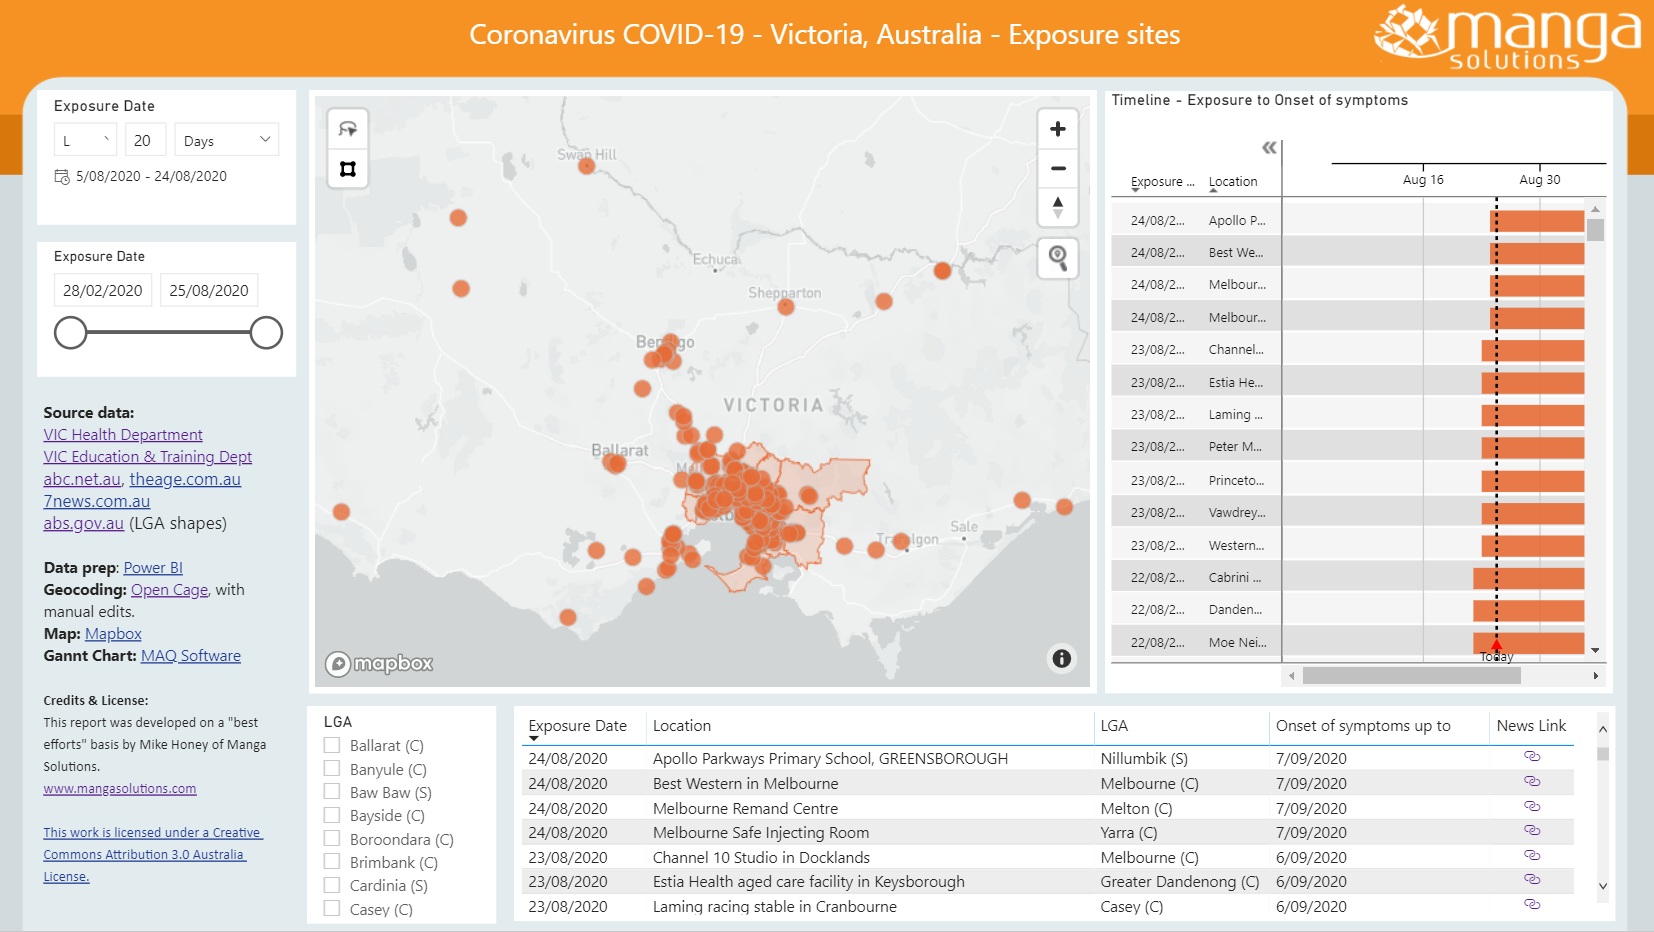 Coronavirus COVID-19 - Victoria, Australia - Exposure sites
manga
solutions
Exposure Date
L
20
Days
5/08/2020 - 24/08/2020
Exposure Date
28/02/2020
25/08/2020
Source data:
VIC Health Department
VIC Education & Training Dept
abc.net.au, theage.com.au
7news.com.au
abs.gov.au (LGA shapes)
Data prep: Power BI
Geocoding: Open Cage, with
manual edits.
Map: Mapbox
Gannt Chart: MAQ Software
Credits & License:
This report was developed on a "best
efforts" basis by Mike Honey of Manga
Solutions.
www.mangasolutions.com
This work is licensed under a Creative
Commons Attribution 3.0 Australia
License.
Swan Hill
Echuca
Shepparton
VICTORIA
Ballarat
Sale
mapbox
Timeline - Exposure to Onset of symptoms
Exposure ... Location
Aug 16 Aug 30
24/08/2... Apollo P...
24/08/2... Best We...
24/08/2... Melbour...
24/08/2... Melbour...
23/08/2... Channel...
23/08/2... Estia He...
23/08/2... Laming ...
23/08/2... Peter M...
23/08/2... Princeto...
23/08/2... Vawdrey...
23/08/2... Western...
22/08/2... Cabrini ...
22/08/2... Danden...
22/08/2... Moe Nei...
Today
LGA
Ballarat (C)
Banyule (C)
Baw Baw (S)
Bayside (C)
Boroondara (C)
Brimbank (C)
Cardinia (S)
Casey (C)
Exposure Date Location LGA Onset of symptoms up to News Link
24/08/2020 Apollo Parkways Primary School, GREENSBOROUGH Nillumbik (S) 7/09/2020
24/08/2020 Best Western in Melbourne Melbourne (C) 7/09/2020
24/08/2020 Melbourne Remand Centre Melton (C) 7/09/2020
24/08/2020 Melbourne Safe Injecting Room Yarra (C) 7/09/2020
23/08/2020 Channel 10 Studio in Docklands Melbourne (C) 6/09/2020
23/08/2020 Estia Health aged care facility in Keysborough Greater Dandenong (C) 6/09/2020
23/08/2020 Laming racing stable in Cranbourne Casey (C) 6/09/2020